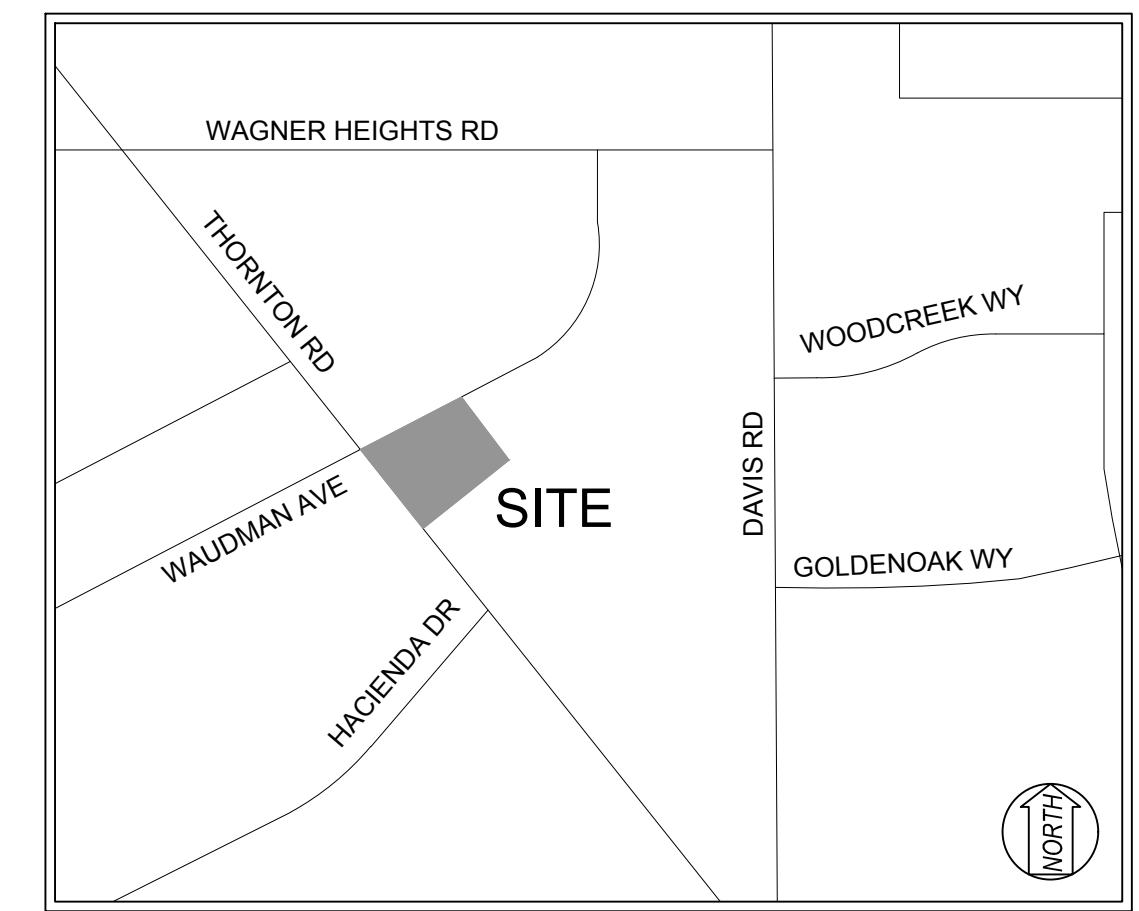 WAGNER HEIGHTS RD
THORNTON RD
WOODCREEK WY
DAVIS RD
SITE
WAUDMAN AVE
GOLDENOAK WY
HACIENDA DR
NORTH